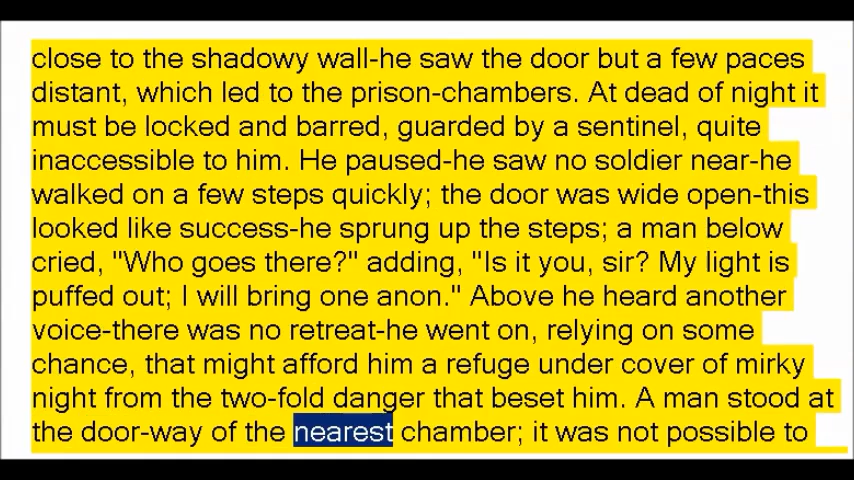 close to the shadowy wall-he saw the door but a few paces
distant, which led to the prison-chambers. At dead of night it
must be locked and barred, guarded by a sentinel, quite
inaccessible to him. He paused-he saw no soldier near-he
walked on a few steps quickly; the door was wide open-this
looked like success-he sprung up the steps; a man below
cried, "Who goes there?" adding, "Is it you, sir? My light is
puffed out; I will bring one anon." Above he heard another
voice-there was no retreat-he went on, relying on some
chance, that might afford him a refuge under cover of mirky
night from the two-fold danger that beset him. A man stood at
the door-way of the nearest chamber; it was not possible to